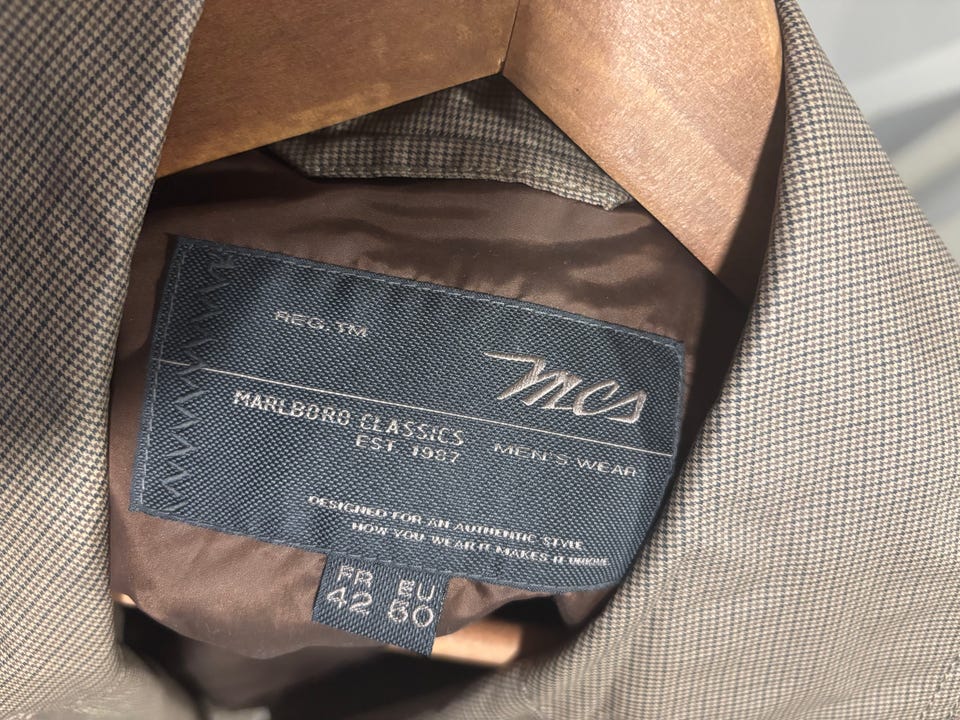 REG. TM
mcs
MARLBORO CLASSICS
EST. 1987
MEN'S WEAR
DESIGNED FOR AN AUTHENTIC STYLE
HOW YOU WEAR IT MAKES IT UNIQUE
FR EU
42 50